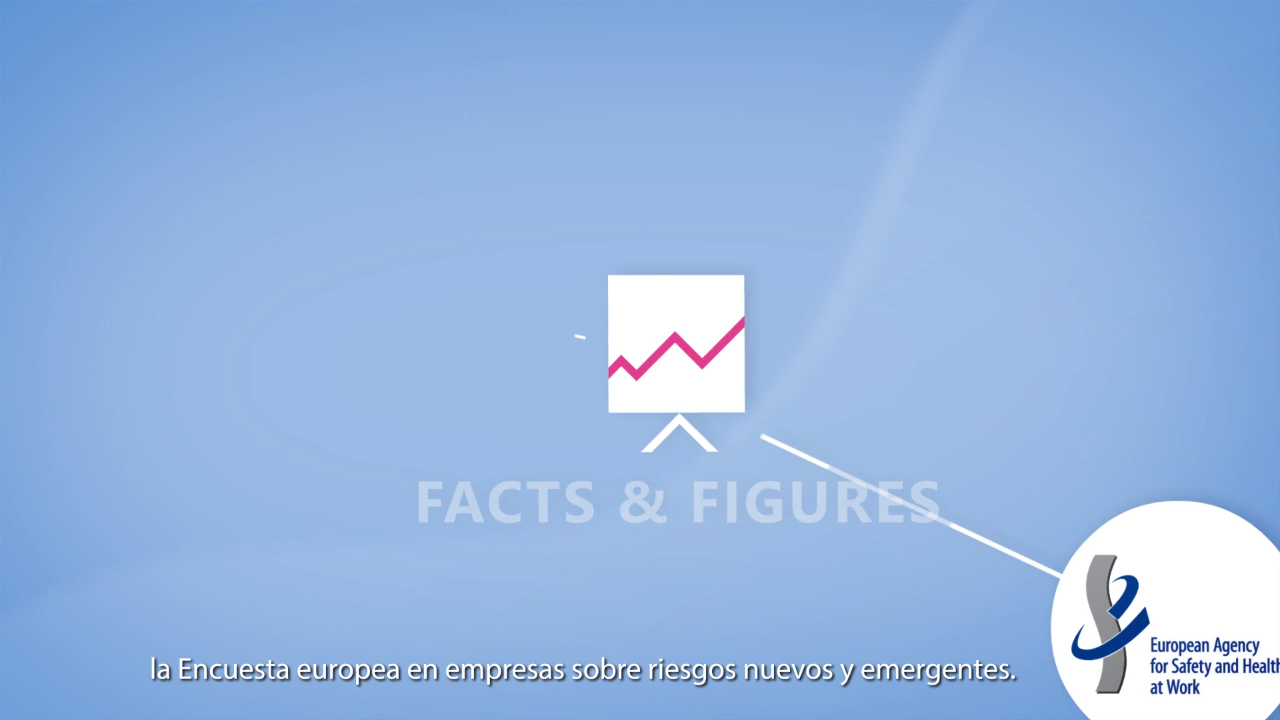 FACTS & FIGURES
European Agency
for Safety and Health
at Work
la Encuesta europea en empresas sobre riesgos nuevos y emergentes.